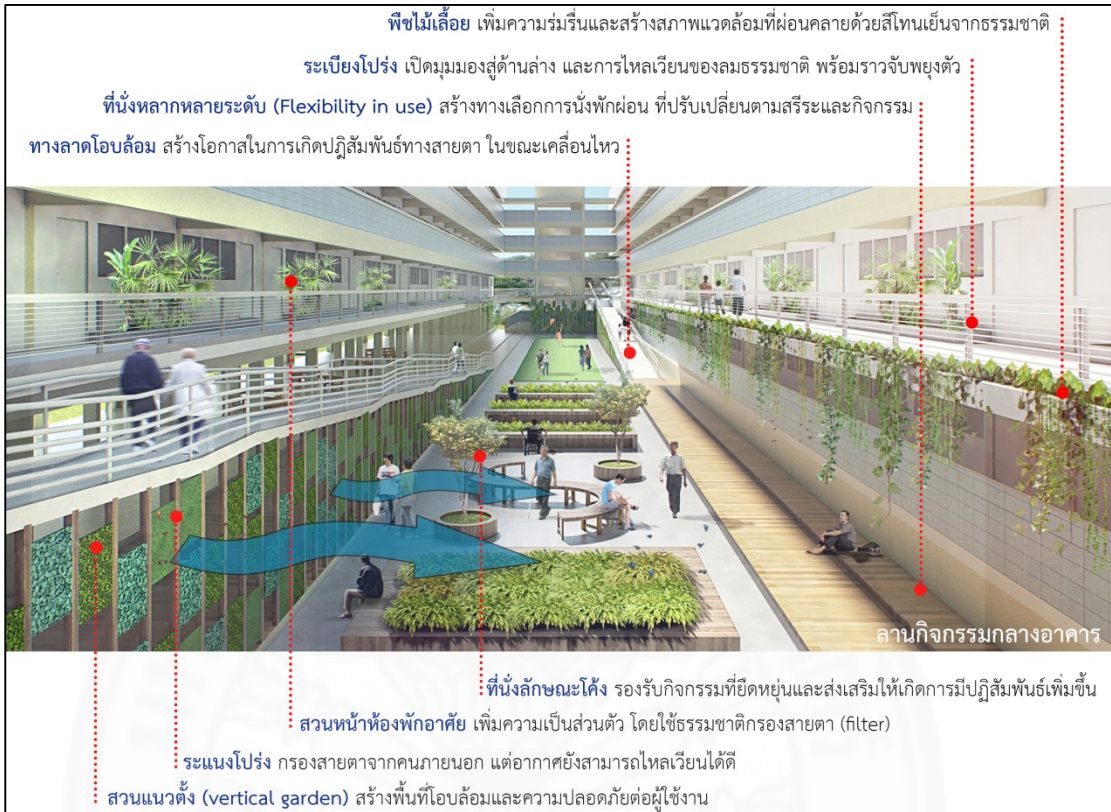 พืชไม้เลื้อย เพิ่มความร่มรื่นและสร้างสภาพแวดล้อมที่ผ่อนคลายด้วยสีโทนเย็นจากธรรมชาติ
ระเบียงโปร่ง เปิดมุมมองสู่ด้านล่าง และการไหลเวียนของลมธรรมชาติ พร้อมราวจับพยุงตัว
ที่นั่งหลากหลายระดับ (Flexibility in use) สร้างทางเลือกการนั่งพักผ่อน ที่ปรับเปลี่ยนตามสรีระและกิจกรรม
ทางลาดโอบล้อม สร้างโอกาสในการเกิดปฎิสัมพันธ์ทางสายตา ในขณะเคลื่อนไหว
ลานกิจกรรมกลางอาคาร
ที่นั่งลักษณะโค้ง รองรับกิจกรรมที่ยืดหยุ่นและส่งเสริมให้เกิดการมีปฏิสัมพันธ์เพิ่มขึ้น
สวนหน้าห้องพักอาศัย เพิ่มความเป็นส่วนตัว โดยใช้ธรรมชาติกรองสายตา (filter)
ระแนงโปร่ง กรองสายตาจากคนภายนอก แต่อากาศยังสามารถไหลเวียนได้ดี
สวนแนวตั้ง (vertical garden) สร้างพื้นที่โอบล้อมและความปลอดภัยต่อผู้ใช้งาน